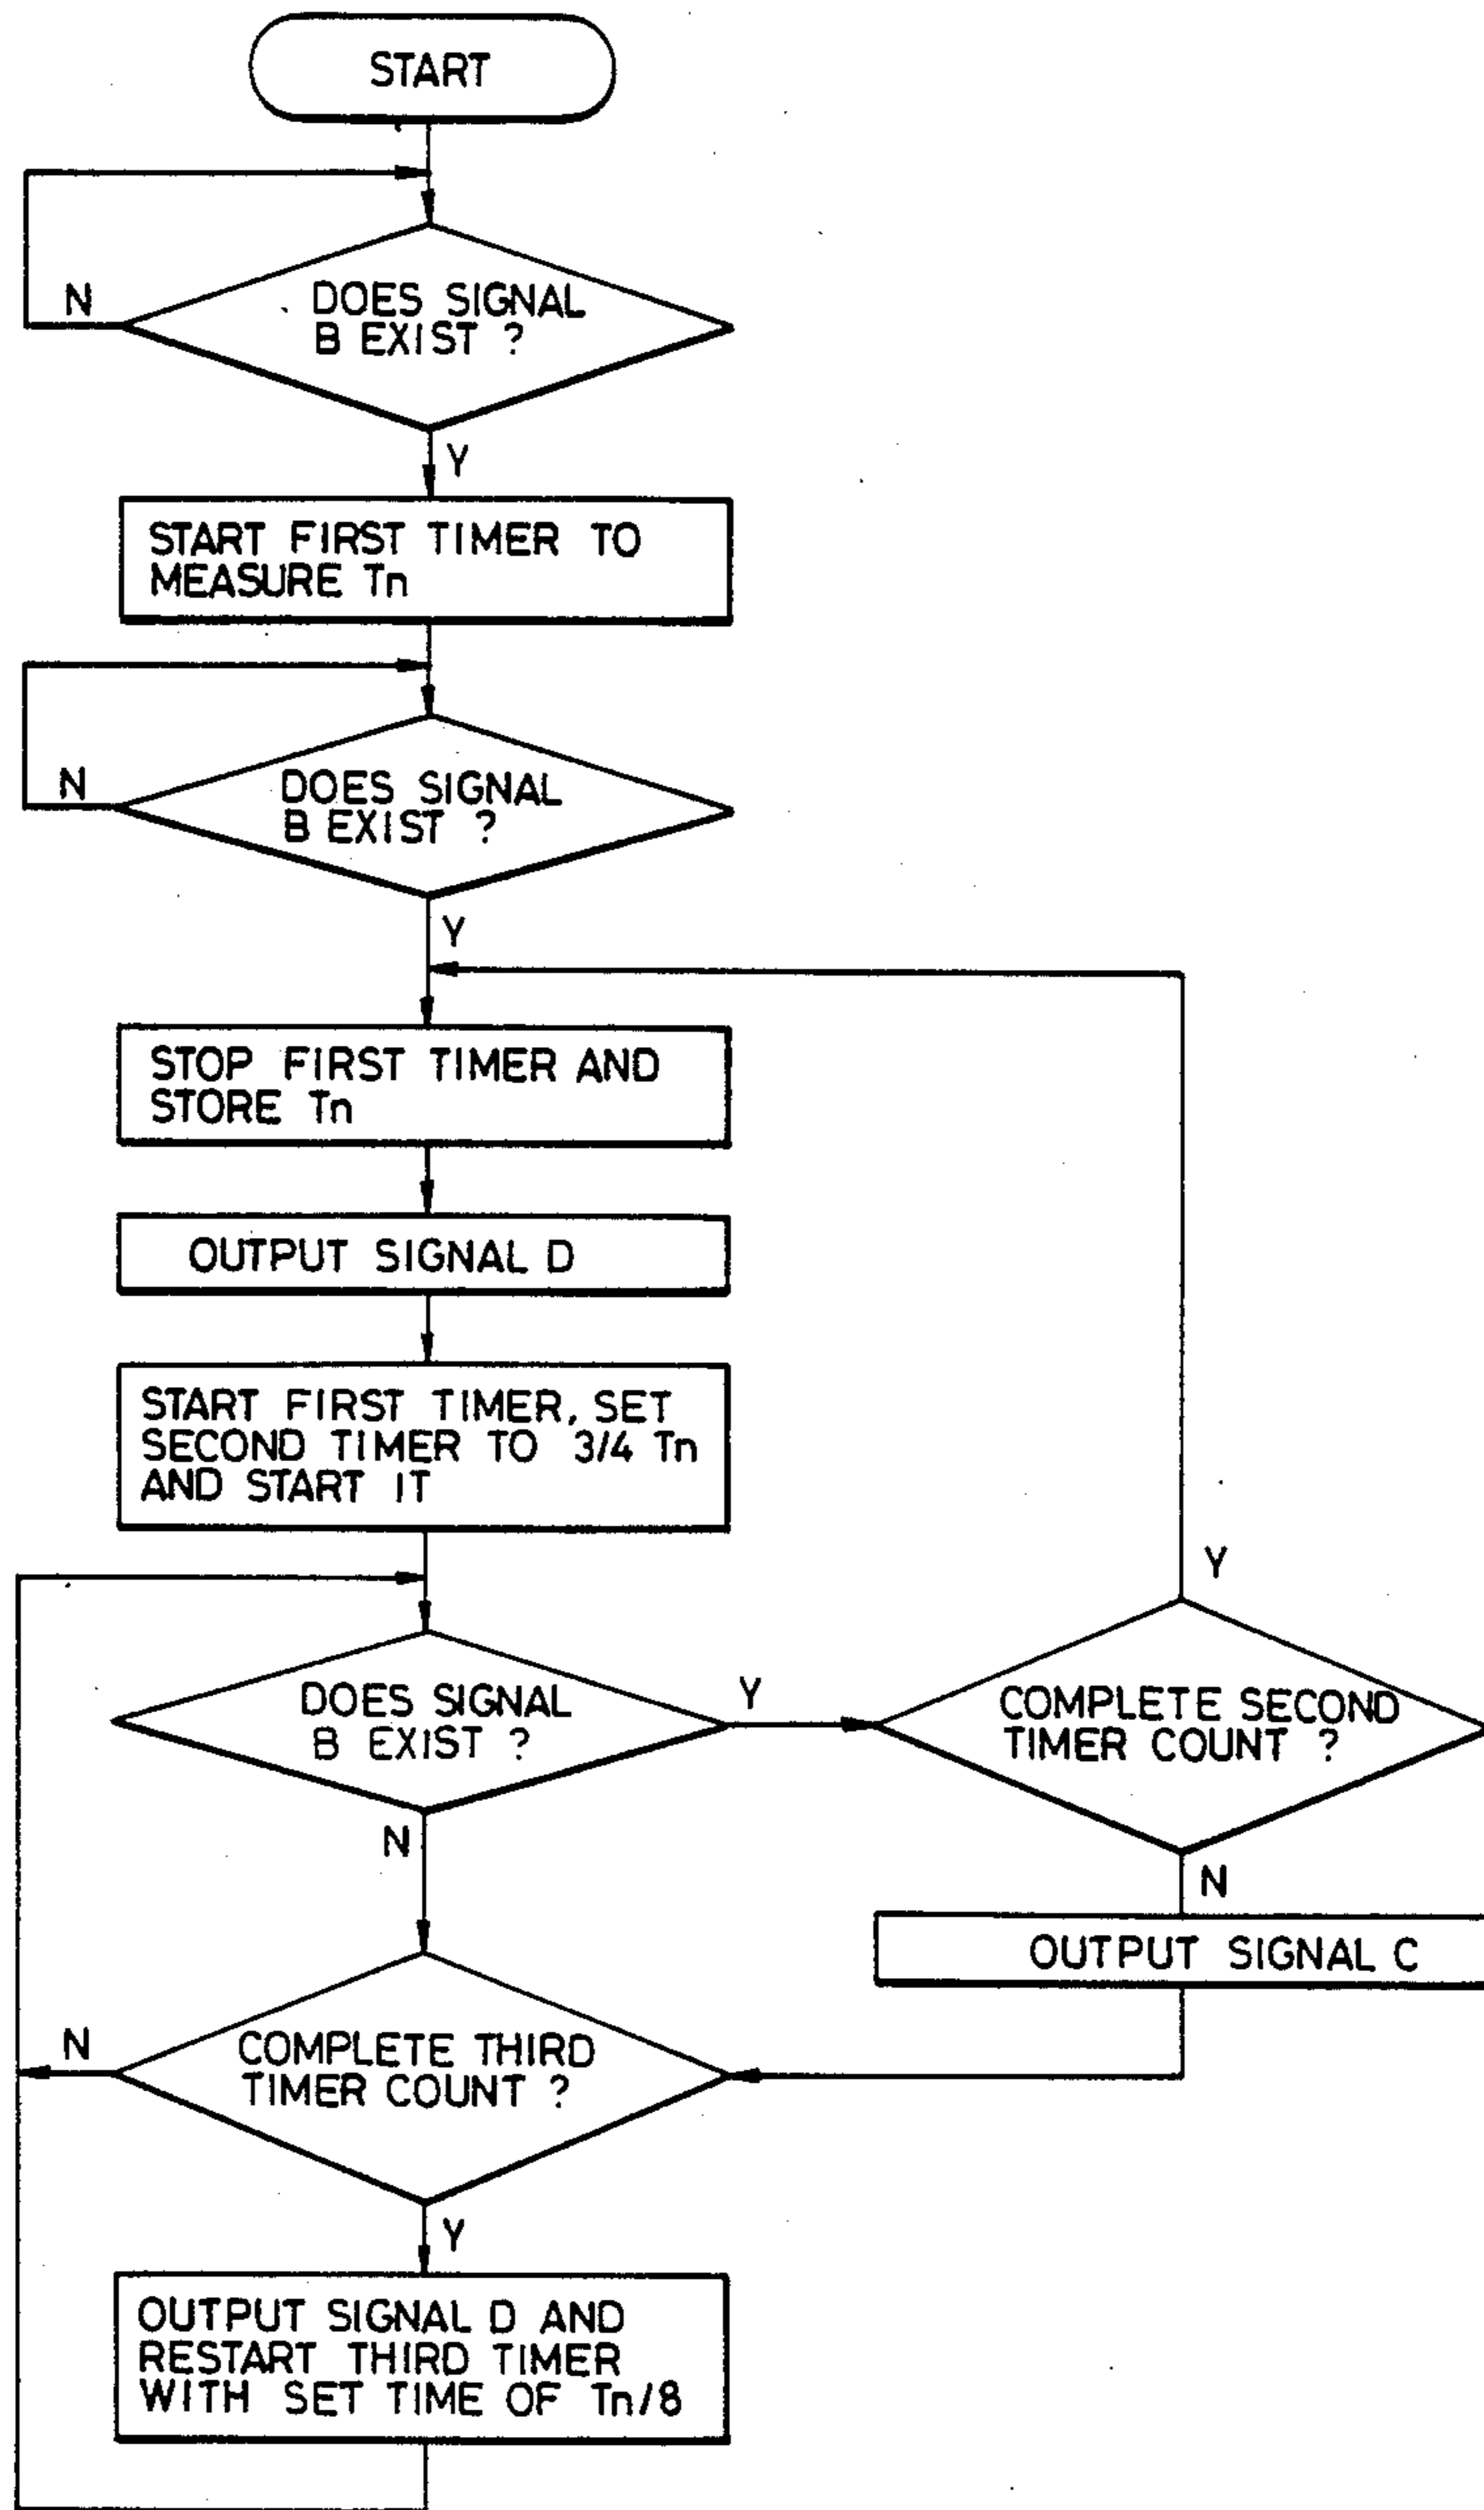 START
N
DOES SIGNAL
B EXIST ?
Y
START FIRST TIMER TO
MEASURE Tn
N
DOES SIGNAL
B EXIST ?
Y
STOP FIRST TIMER AND
STORE Tn
OUTPUT SIGNAL D
START FIRST TIMER, SET
SECOND TIMER TO 3/4 Tn
AND START IT
DOES SIGNAL
B EXIST ?
Y
COMPLETE SECOND
TIMER COUNT ?
Y
N
OUTPUT SIGNAL C
N
COMPLETE THIRD
TIMER COUNT ?
N
Y
OUTPUT SIGNAL D AND
RESTART THIRD TIMER
WITH SET TIME OF Tn/8